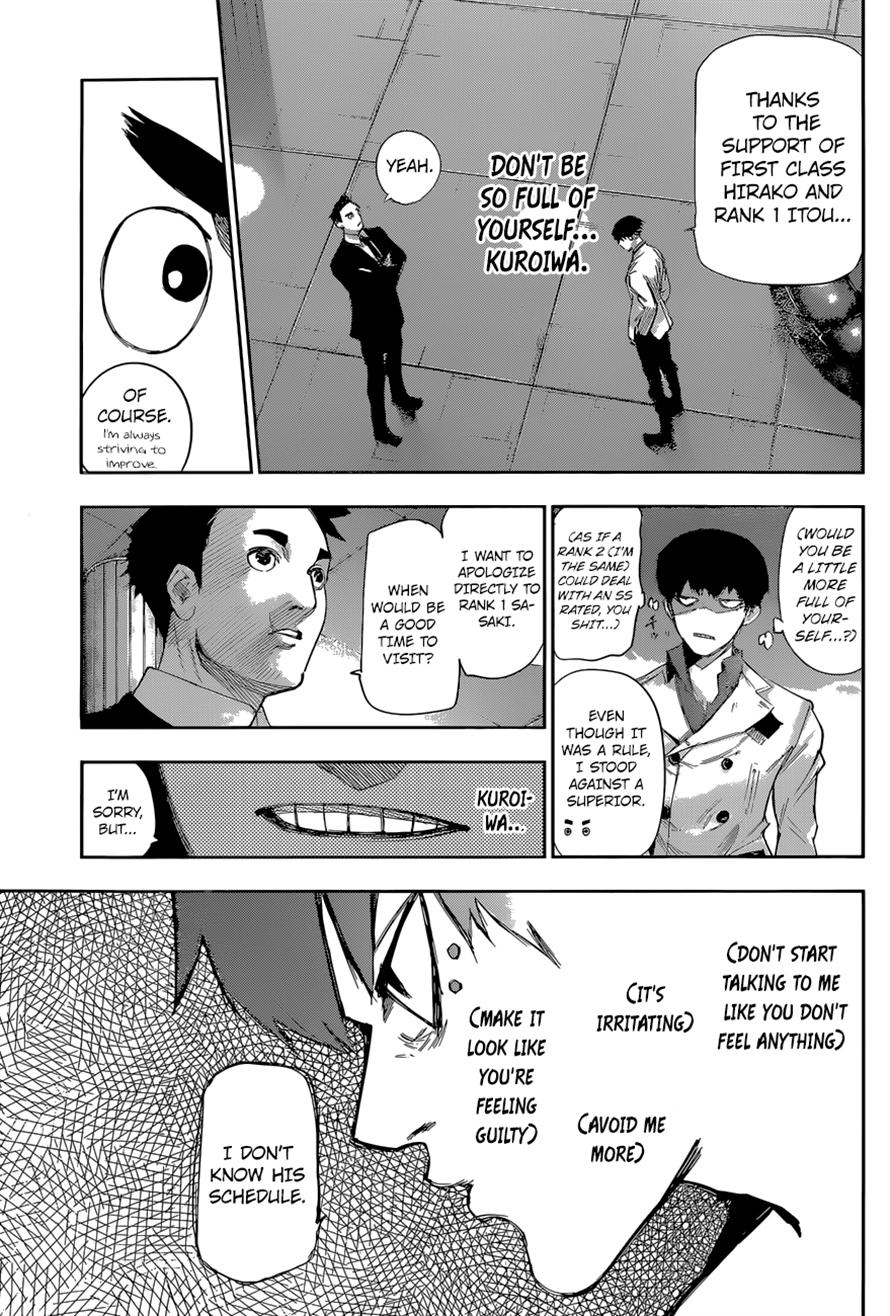 THANKS
TO THE
SUPPORT OF
FIRST CLASS
HIRAKO AND
RANK 1 ITOU...
DON'T BE
SO FULL OF
YOURSELF...
KUROIWA.
YEAH.
OF
COURSE.
I'm always
striving to
improve.
(WOULD
YOU BE
A LITTLE
MORE
FULL OF
YOUR-
SELF...?)
(AS IF A
RANK 2 (I'M
THE SAME)
COULD DEAL
WITH AN SS
RATED, YOU
SHIT...)
チッ
EVEN
THOUGH IT
WAS A RULE,
I STOOD
AGAINST A
SUPERIOR.
I WANT TO
APOLOGIZE
DIRECTLY TO
RANK 1 SA-
SAKI.
WHEN
WOULD BE
A GOOD
TIME TO
VISIT?
KUROI-
WA...
I'M
SORRY,
BUT...
(DON'T START
TALKING TO ME
LIKE YOU DON'T
FEEL ANYTHING)
(IT'S
IRRITATING)
(AVOID ME
MORE)
(MAKE IT
LOOK LIKE
YOU'RE
FEELING
GUILTY)
I DON'T
KNOW HIS
SCHEDULE.